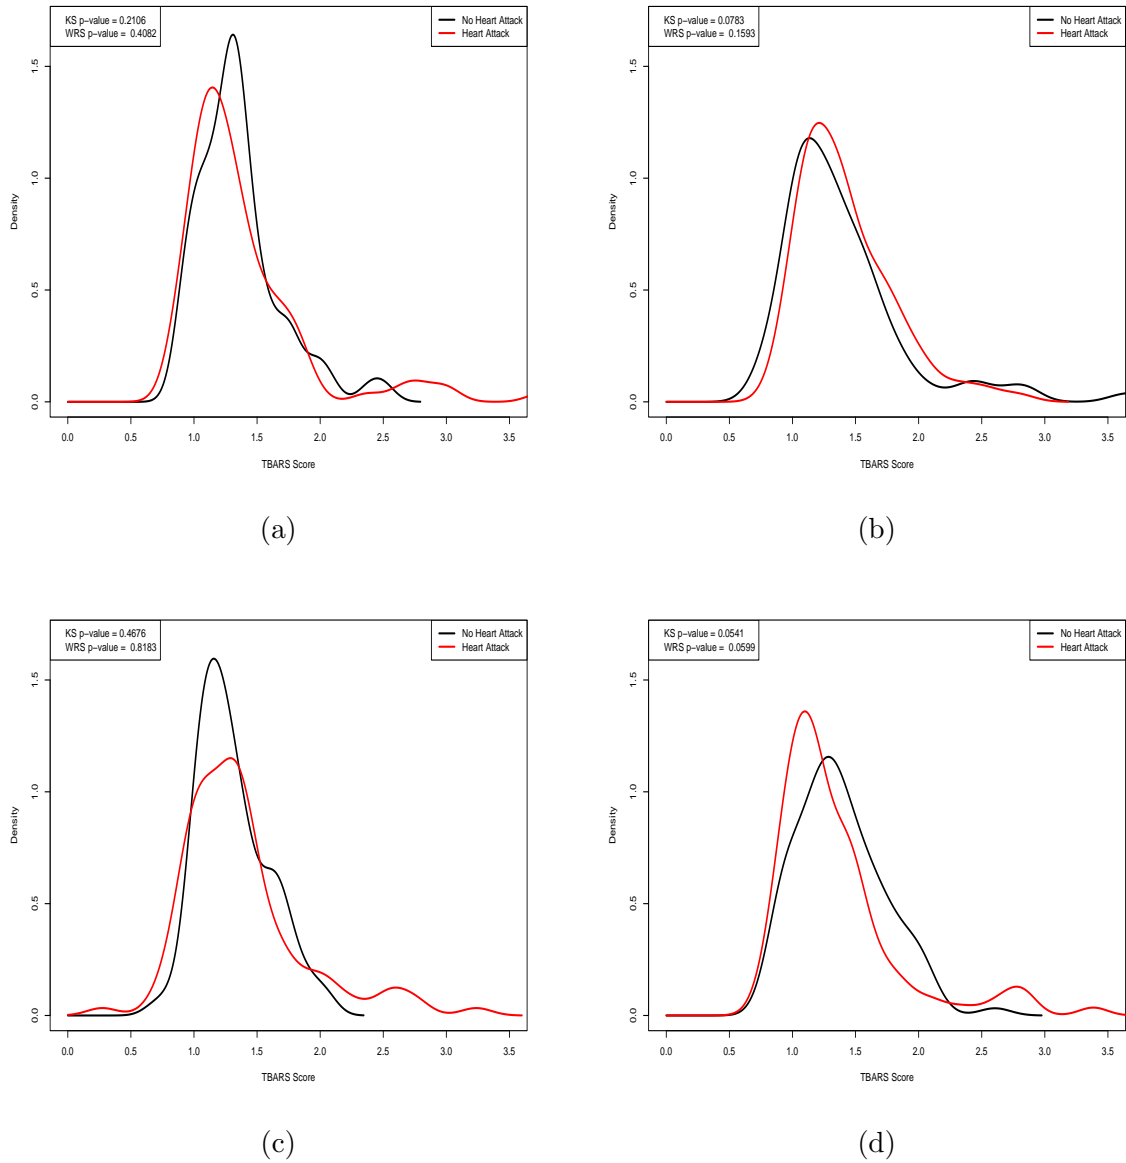 KS p-value = 0.2106
WRS p-value = 0.4082
No Heart Attack
Heart Attack
Density
0.0
0.5
1.0
1.5
0.0 0.5 1.0 1.5 2.0 2.5 3.0 3.5
TBARS Score
(a)
KS p-value = 0.0783
WRS p-value = 0.1593
No Heart Attack
Heart Attack
Density
0.0
0.5
1.0
1.5
0.0 0.5 1.0 1.5 2.0 2.5 3.0 3.5
TBARS Score
(b)
KS p-value = 0.4676
WRS p-value = 0.8183
No Heart Attack
Heart Attack
Density
0.0
0.5
1.0
1.5
0.0 0.5 1.0 1.5 2.0 2.5 3.0 3.5
TBARS Score
(c)
KS p-value = 0.0541
WRS p-value = 0.0599
No Heart Attack
Heart Attack
Density
0.0
0.5
1.0
1.5
0.0 0.5 1.0 1.5 2.0 2.5 3.0 3.5
TBARS Score
(d)